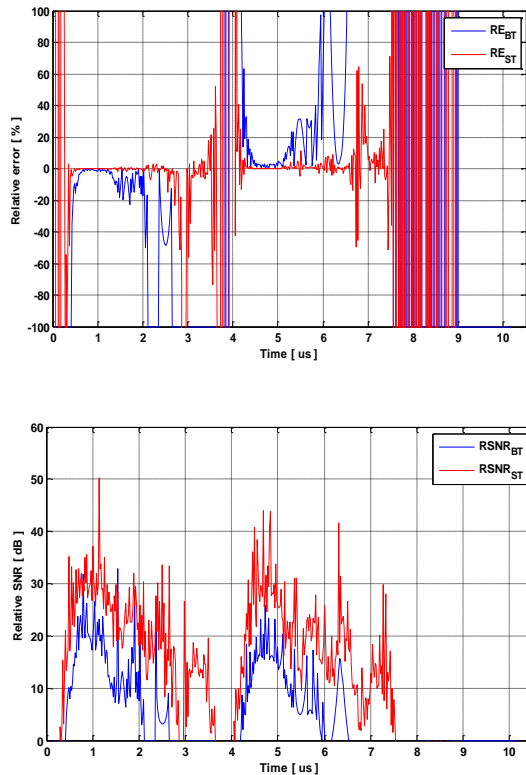 100
80
60
40
20
0
-20
-40
-60
-80
-100
Relative error [ % ]
RE_BT
RE_ST
0 1 2 3 4 5 6 7 8 9 10
Time [ us ]
60
50
40
30
20
10
0
Relative SNR [ dB ]
RSNR_BT
RSNR_ST
0 1 2 3 4 5 6 7 8 9 10
Time [ us ]